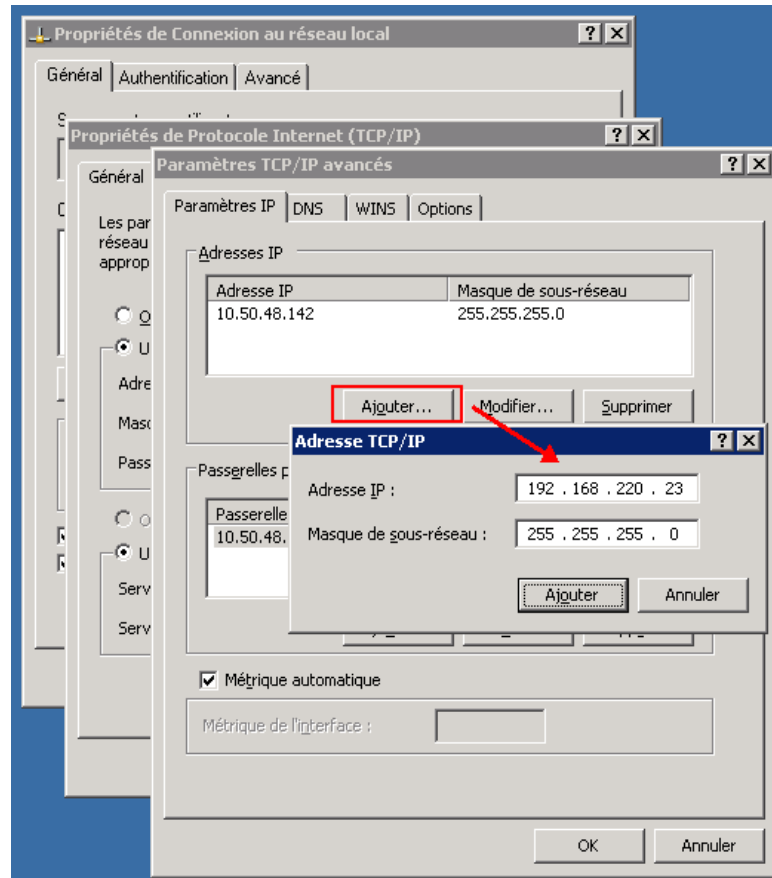 Propriétés de Connexion au réseau local
Général Authentification Avancé
Propriétés de Protocole Internet (TCP/IP)
Général
Les par
réseau
approp
Adre
Masq
Pass
Serv
Serv
Paramètres TCP/IP avancés
Paramètres IP DNS WINS Options
Adresses IP
Adresse IP Masque de sous-réseau
10.50.48.142 255.255.255.0
Ajouter... Modifier... Supprimer
Passerelles p
Passerelle
10.50.48.
Adresse TCP/IP
Adresse IP : 192 . 168 . 220 . 23
Masque de sous-réseau : 255 . 255 . 255 . 0
Ajouter Annuler
Métrique automatique
Métrique de l'interface :
OK Annuler